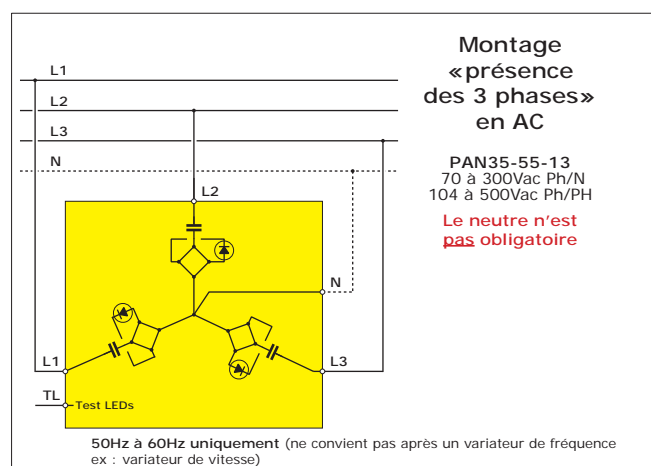 Montage
«présence
des 3 phases»
en AC
PAN35-55-13
70 à 300Vac Ph/N
104 à 500Vac Ph/PH
Le neutre n'est
pas obligatoire
L1
L2
L3
N
L2
N
L1
L3
TL
Test LEDs
50Hz à 60Hz uniquement (ne convient pas après un variateur de fréquence
ex : variateur de vitesse)